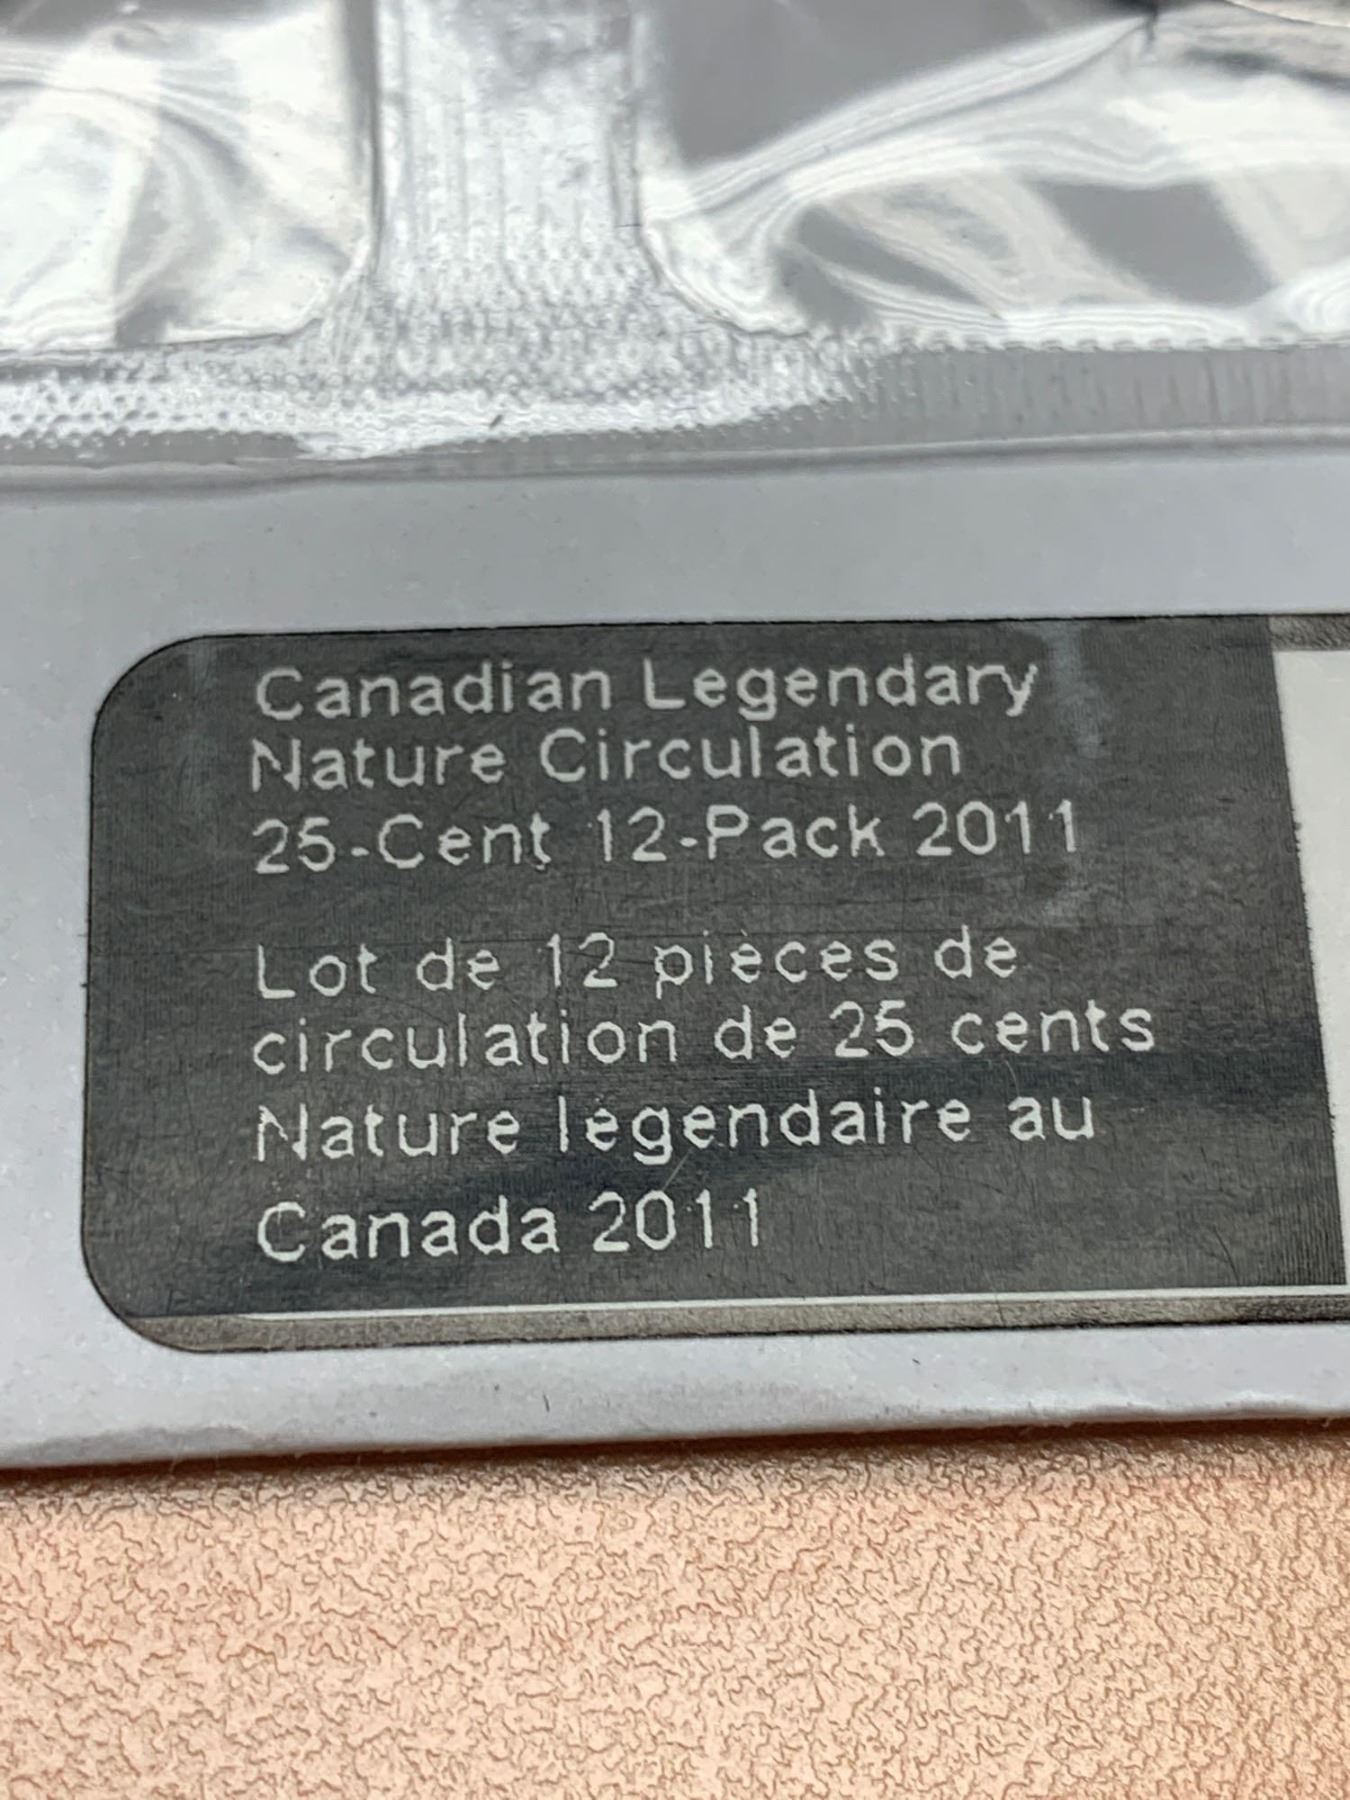 Canadian Legendary
Nature Circulation
25-Cent 12-Pack 2011
Lot de 12 pièces de
circulation de 25 cents
Nature légendaire au
Canada 2011